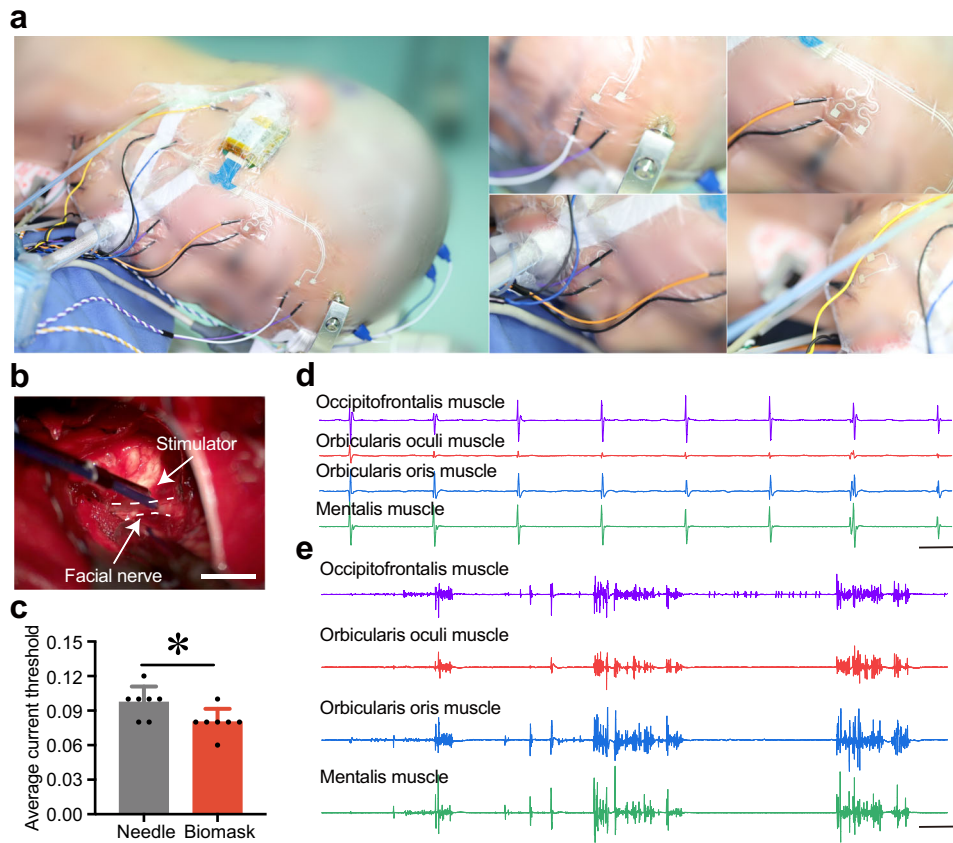 a
b
Stimulator
Facial nerve
c
Average current threshold
0.15
0.12
0.09
0.06
0.03
0.00
*
Needle Biomask
d
Occipitofrontalis muscle
Orbicularis oculi muscle
Orbicularis oris muscle
Mentalis muscle
e
Occipitofrontalis muscle
Orbicularis oculi muscle
Orbicularis oris muscle
Mentalis muscle